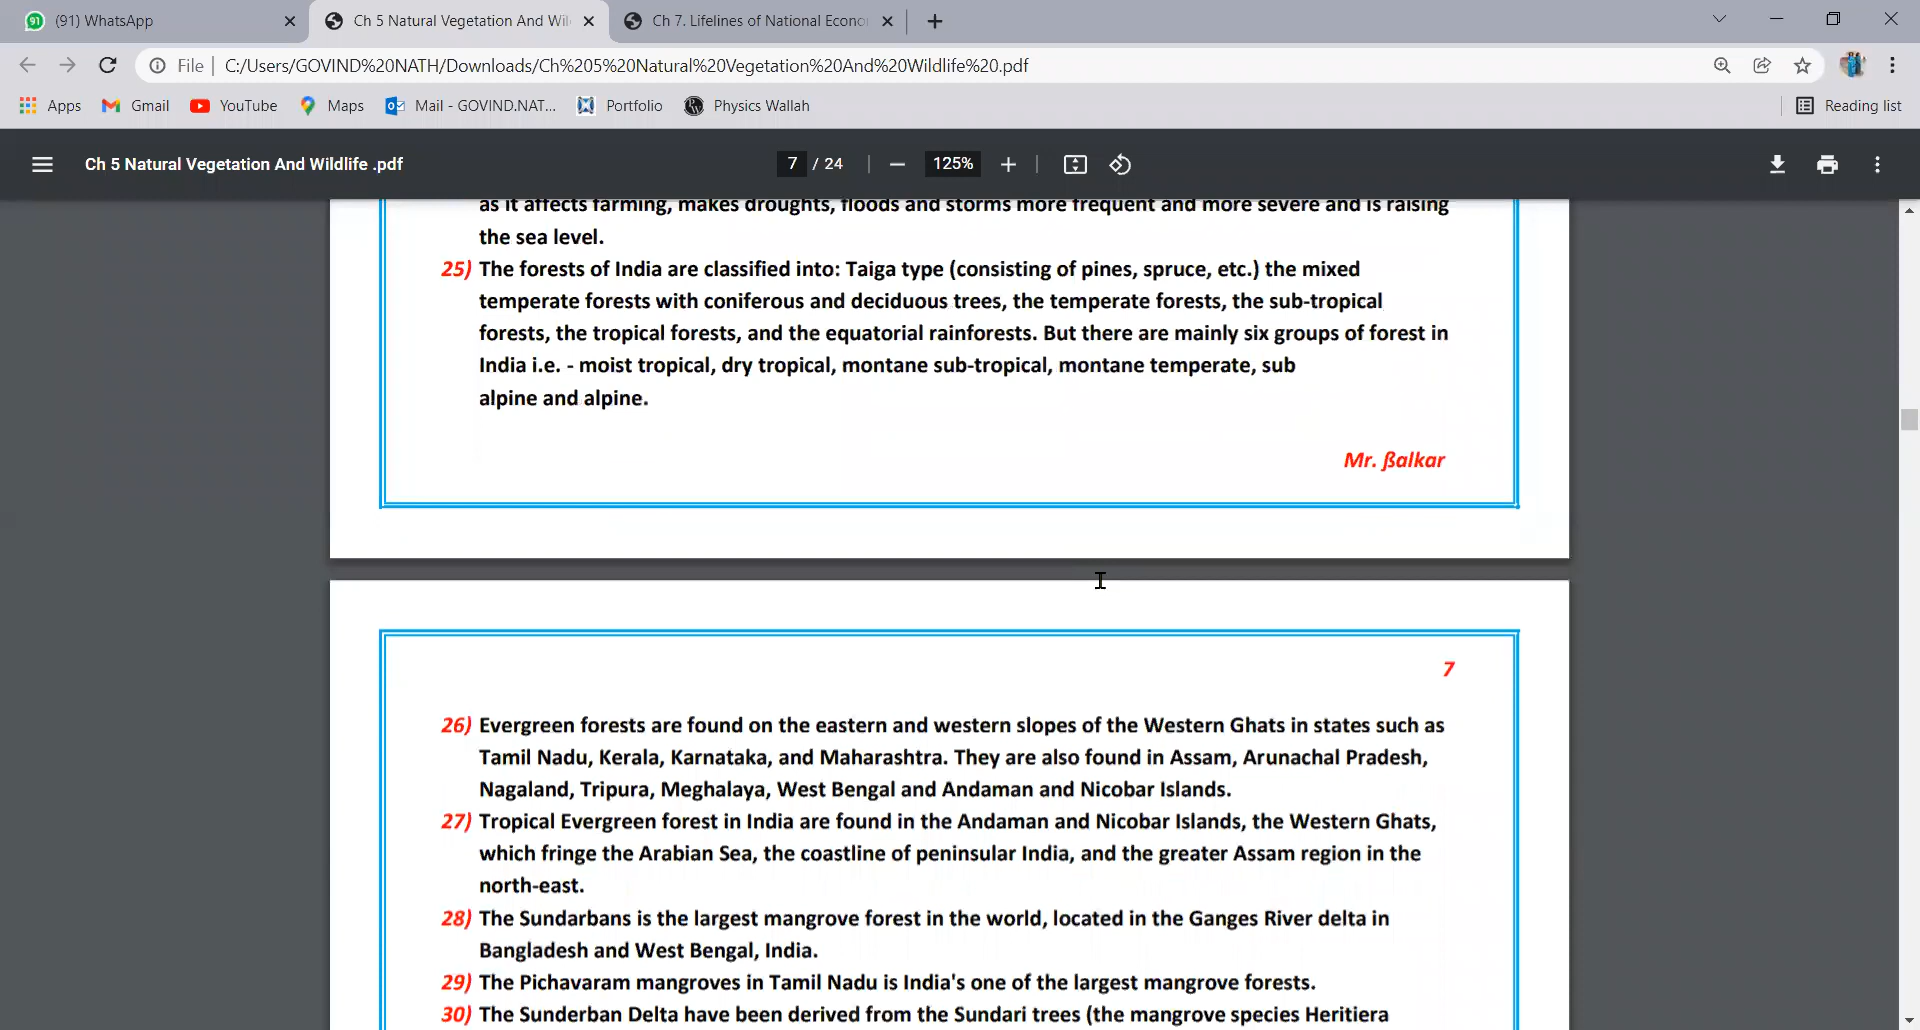 (91) WhatsApp
Ch 5 Natural Vegetation And Wil
Ch 7. Lifelines of National Econo
File
C:/Users/GOVIND%20NATH/Downloads/Ch%205%20Natural%20Vegetation%20And%20Wildlife%20.pdf
Apps
Gmail
YouTube
Maps
Mail - GOVIND.NAT...
Portfolio
Physics Wallah
Reading list
Ch 5 Natural Vegetation And Wildlife .pdf
7 / 24
125%
as it affects farming, makes droughts, floods and storms more frequent and more severe and is raising
the sea level.
25) The forests of India are classified into: Taiga type (consisting of pines, spruce, etc.) the mixed
temperate forests with coniferous and deciduous trees, the temperate forests, the sub-tropical
forests, the tropical forests, and the equatorial rainforests. But there are mainly six groups of forest in
India i.e. - moist tropical, dry tropical, montane sub-tropical, montane temperate, sub
alpine and alpine.
Mr. ßalkar
7
26) Evergreen forests are found on the eastern and western slopes of the Western Ghats in states such as
Tamil Nadu, Kerala, Karnataka, and Maharashtra. They are also found in Assam, Arunachal Pradesh,
Nagaland, Tripura, Meghalaya, West Bengal and Andaman and Nicobar Islands.
27) Tropical Evergreen forest in India are found in the Andaman and Nicobar Islands, the Western Ghats,
which fringe the Arabian Sea, the coastline of peninsular India, and the greater Assam region in the
north-east.
28) The Sundarbans is the largest mangrove forest in the world, located in the Ganges River delta in
Bangladesh and West Bengal, India.
29) The Pichavaram mangroves in Tamil Nadu is India's one of the largest mangrove forests.
30) The Sunderban Delta have been derived from the Sundari trees (the mangrove species Heritiera